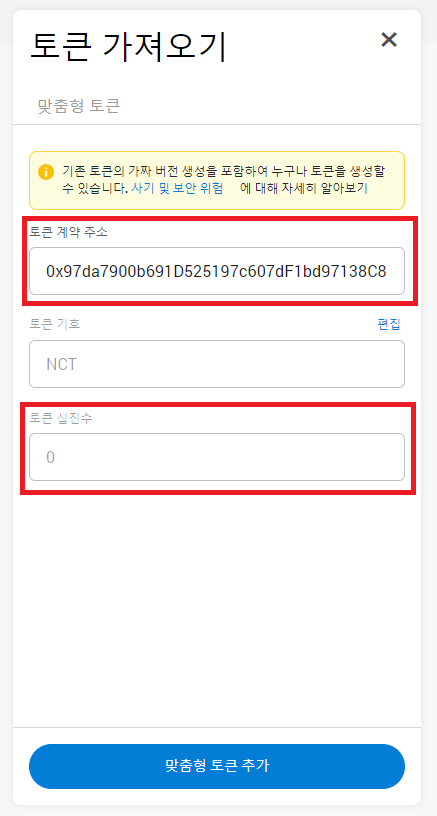 토큰 가져오기
맞춤형 토큰
기존 토큰의 가짜 버전 생성을 포함하여 누구나 토큰을 생성할
수 있습니다. 사기 및 보안 위험 에 대해 자세히 알아보기
토큰 계약 주소
0x97da7900b691D525197c607dF1bd97138C8
토큰 기호 편집
NCT
토큰 십진수
0
맞춤형 토큰 추가